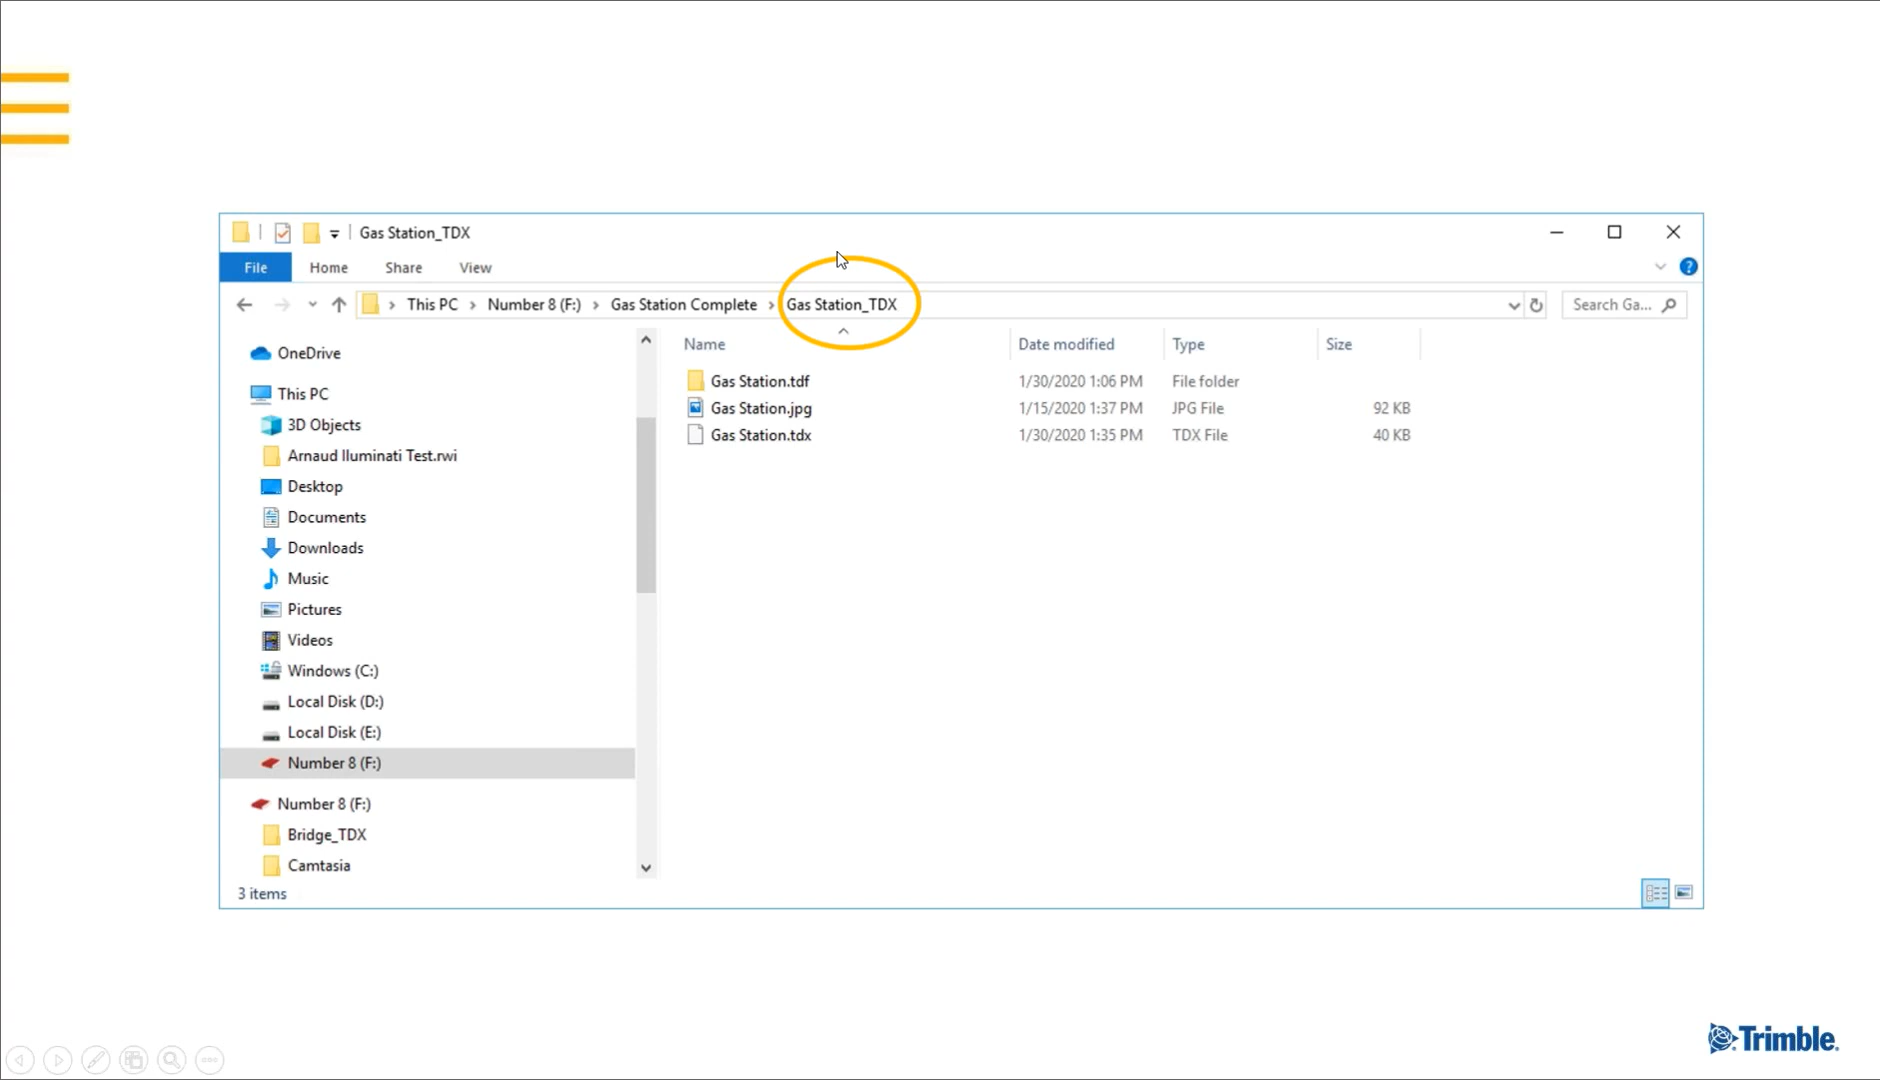 Gas Station_TDX
File Home Share View
This PC Number 8 (F:) Gas Station Complete Gas Station_TDX Search Ga...
Name Date modified Type Size
OneDrive
This PC
3D Objects
Arnaud Iluminati Test.rwi
Desktop
Documents
Downloads
Music
Pictures
Videos
Windows (C:)
Local Disk (D:)
Local Disk (E:)
Number 8 (F:)
Number 8 (F:)
Bridge_TDX
Camtasia
Gas Station.tdf 1/30/2020 1:06 PM File folder
Gas Station.jpg 1/15/2020 1:37 PM JPG File 92 KB
Gas Station.tdx 1/30/2020 1:35 PM TDX File 40 KB
3 items
Trimble